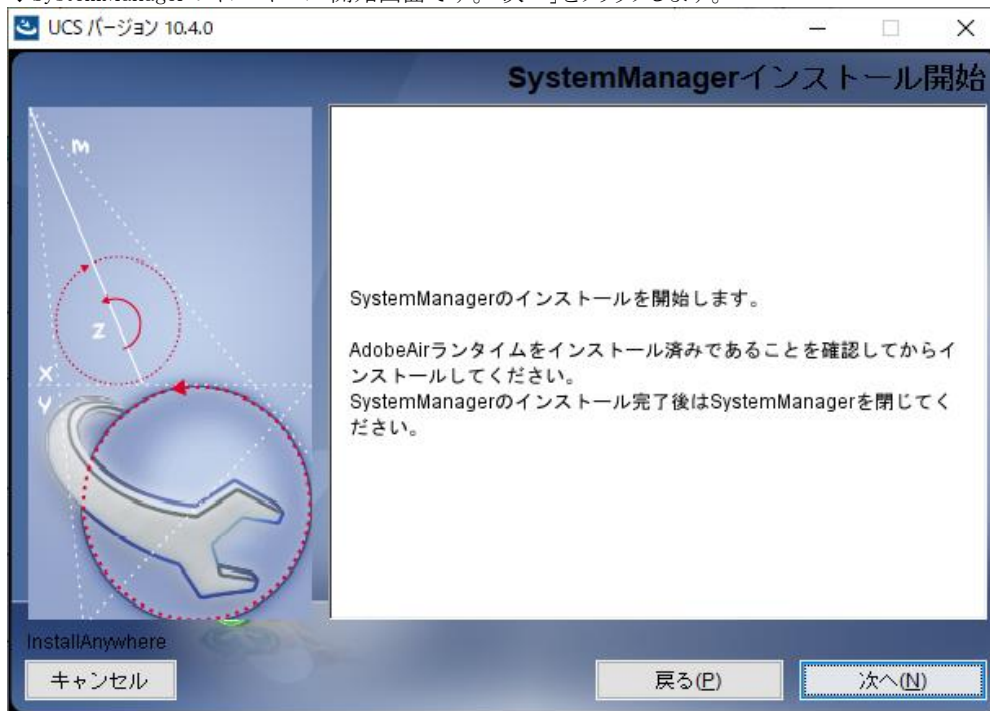 UCS バージョン 10.4.0
SystemManagerインストール開始
M
Z
X
Y
SystemManagerのインストールを開始します。
AdobeAirランタイムをインストール済みであることを確認してからイ
ンストールしてください。
SystemManagerのインストール完了後はSystemManagerを閉じてく
ださい。
InstallAnywhere
キャンセル
戻る(P)
次へ(N)